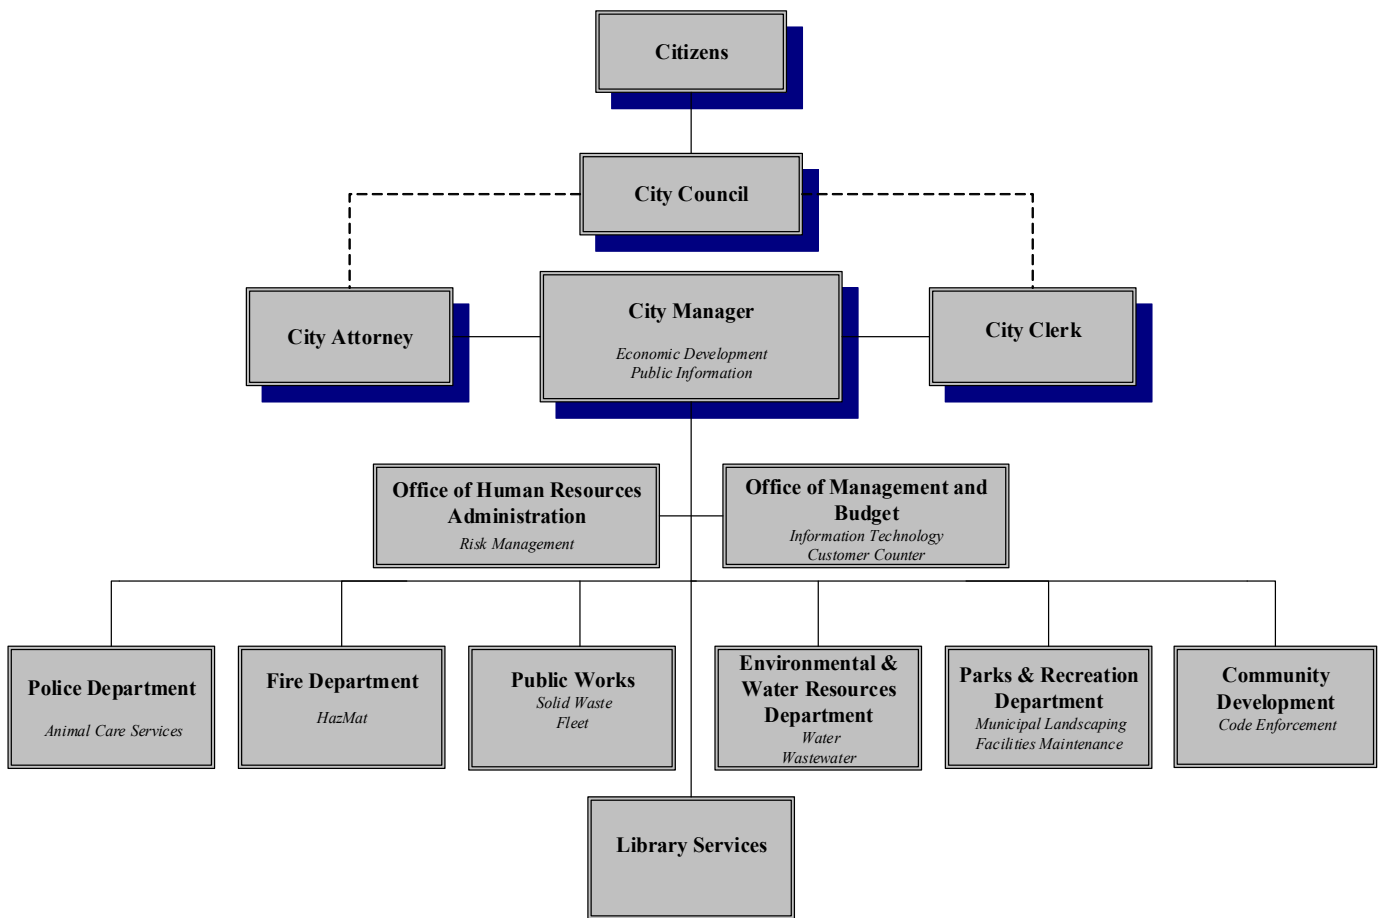 Citizens
City Council
City Attorney
City Manager
Economic Development
Public Information
City Clerk
Office of Human Resources
Administration
Risk Management
Office of Management and
Budget
Information Technology
Customer Counter
Police Department
Animal Care Services
Fire Department
HazMat
Public Works
Solid Waste
Fleet
Environmental &
Water Resources
Department
Water
Wastewater
Parks & Recreation
Department
Municipal Landscaping
Facilities Maintenance
Community
Development
Code Enforcement
Library Services